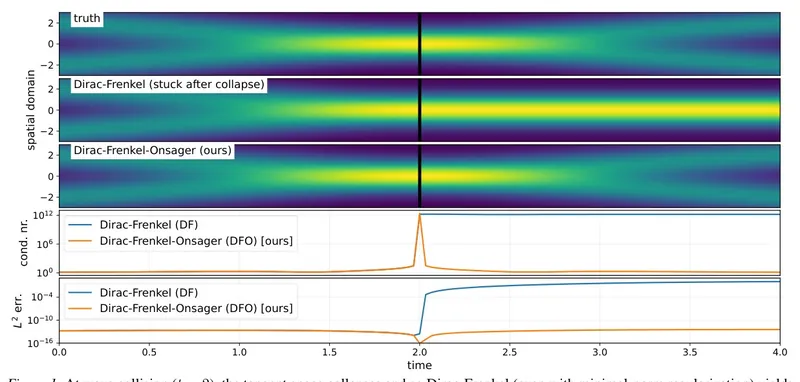 truth
2
0
−2
Dirac-Frenkel (stuck after collapse)
2
0
−2
spatial domain
Dirac-Frenkel-Onsager (ours)
2
0
−2
10¹²
10⁶
10⁰
cond. nr.
Dirac-Frenkel (DF)
Dirac-Frenkel-Onsager (DFO) [ours]
10⁻⁴
10⁻¹⁰
10⁻¹⁶
L² err.
Dirac-Frenkel (DF)
Dirac-Frenkel-Onsager (DFO) [ours]
0.0 0.5 1.0 1.5 2.0 2.5 3.0 3.5 4.0
time